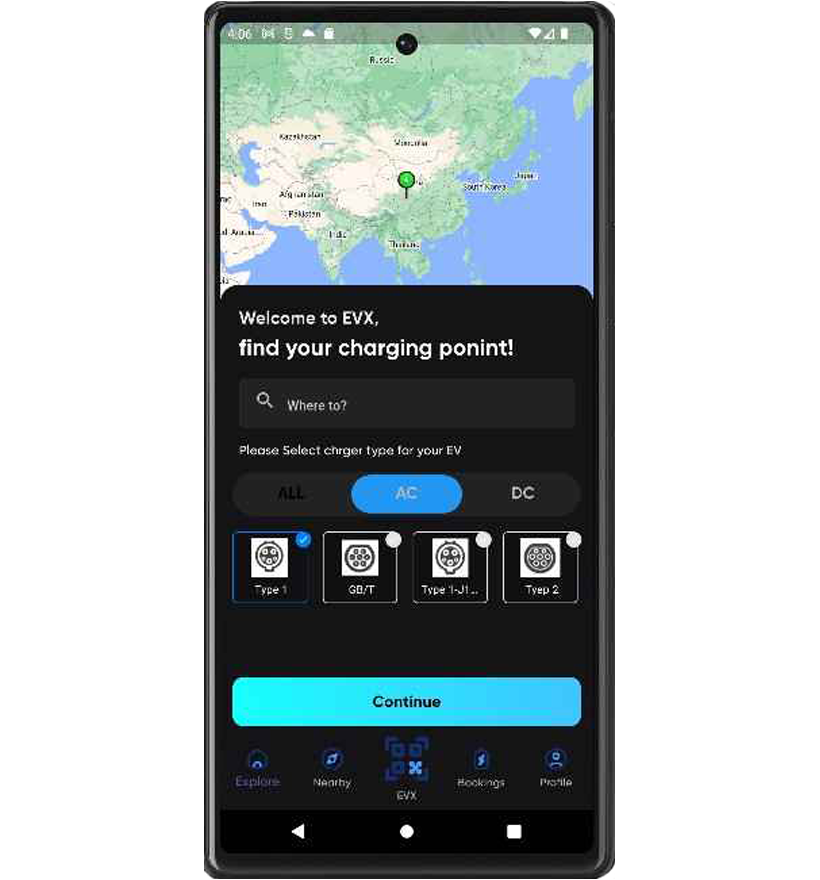 4:06
Russia
Kazakhstan
Mongolia
Japan
South Korea
Afghanistan
Iran
Pakistan
India
Thailand
Welcome to EVX,
find your charging ponint!
Where to?
Please Select chrger type for your EV
ALL AC DC
Type 1 GB/T Type 1-J1... Tyep 2
Continue
Explore Nearby EVX Bookings Profile